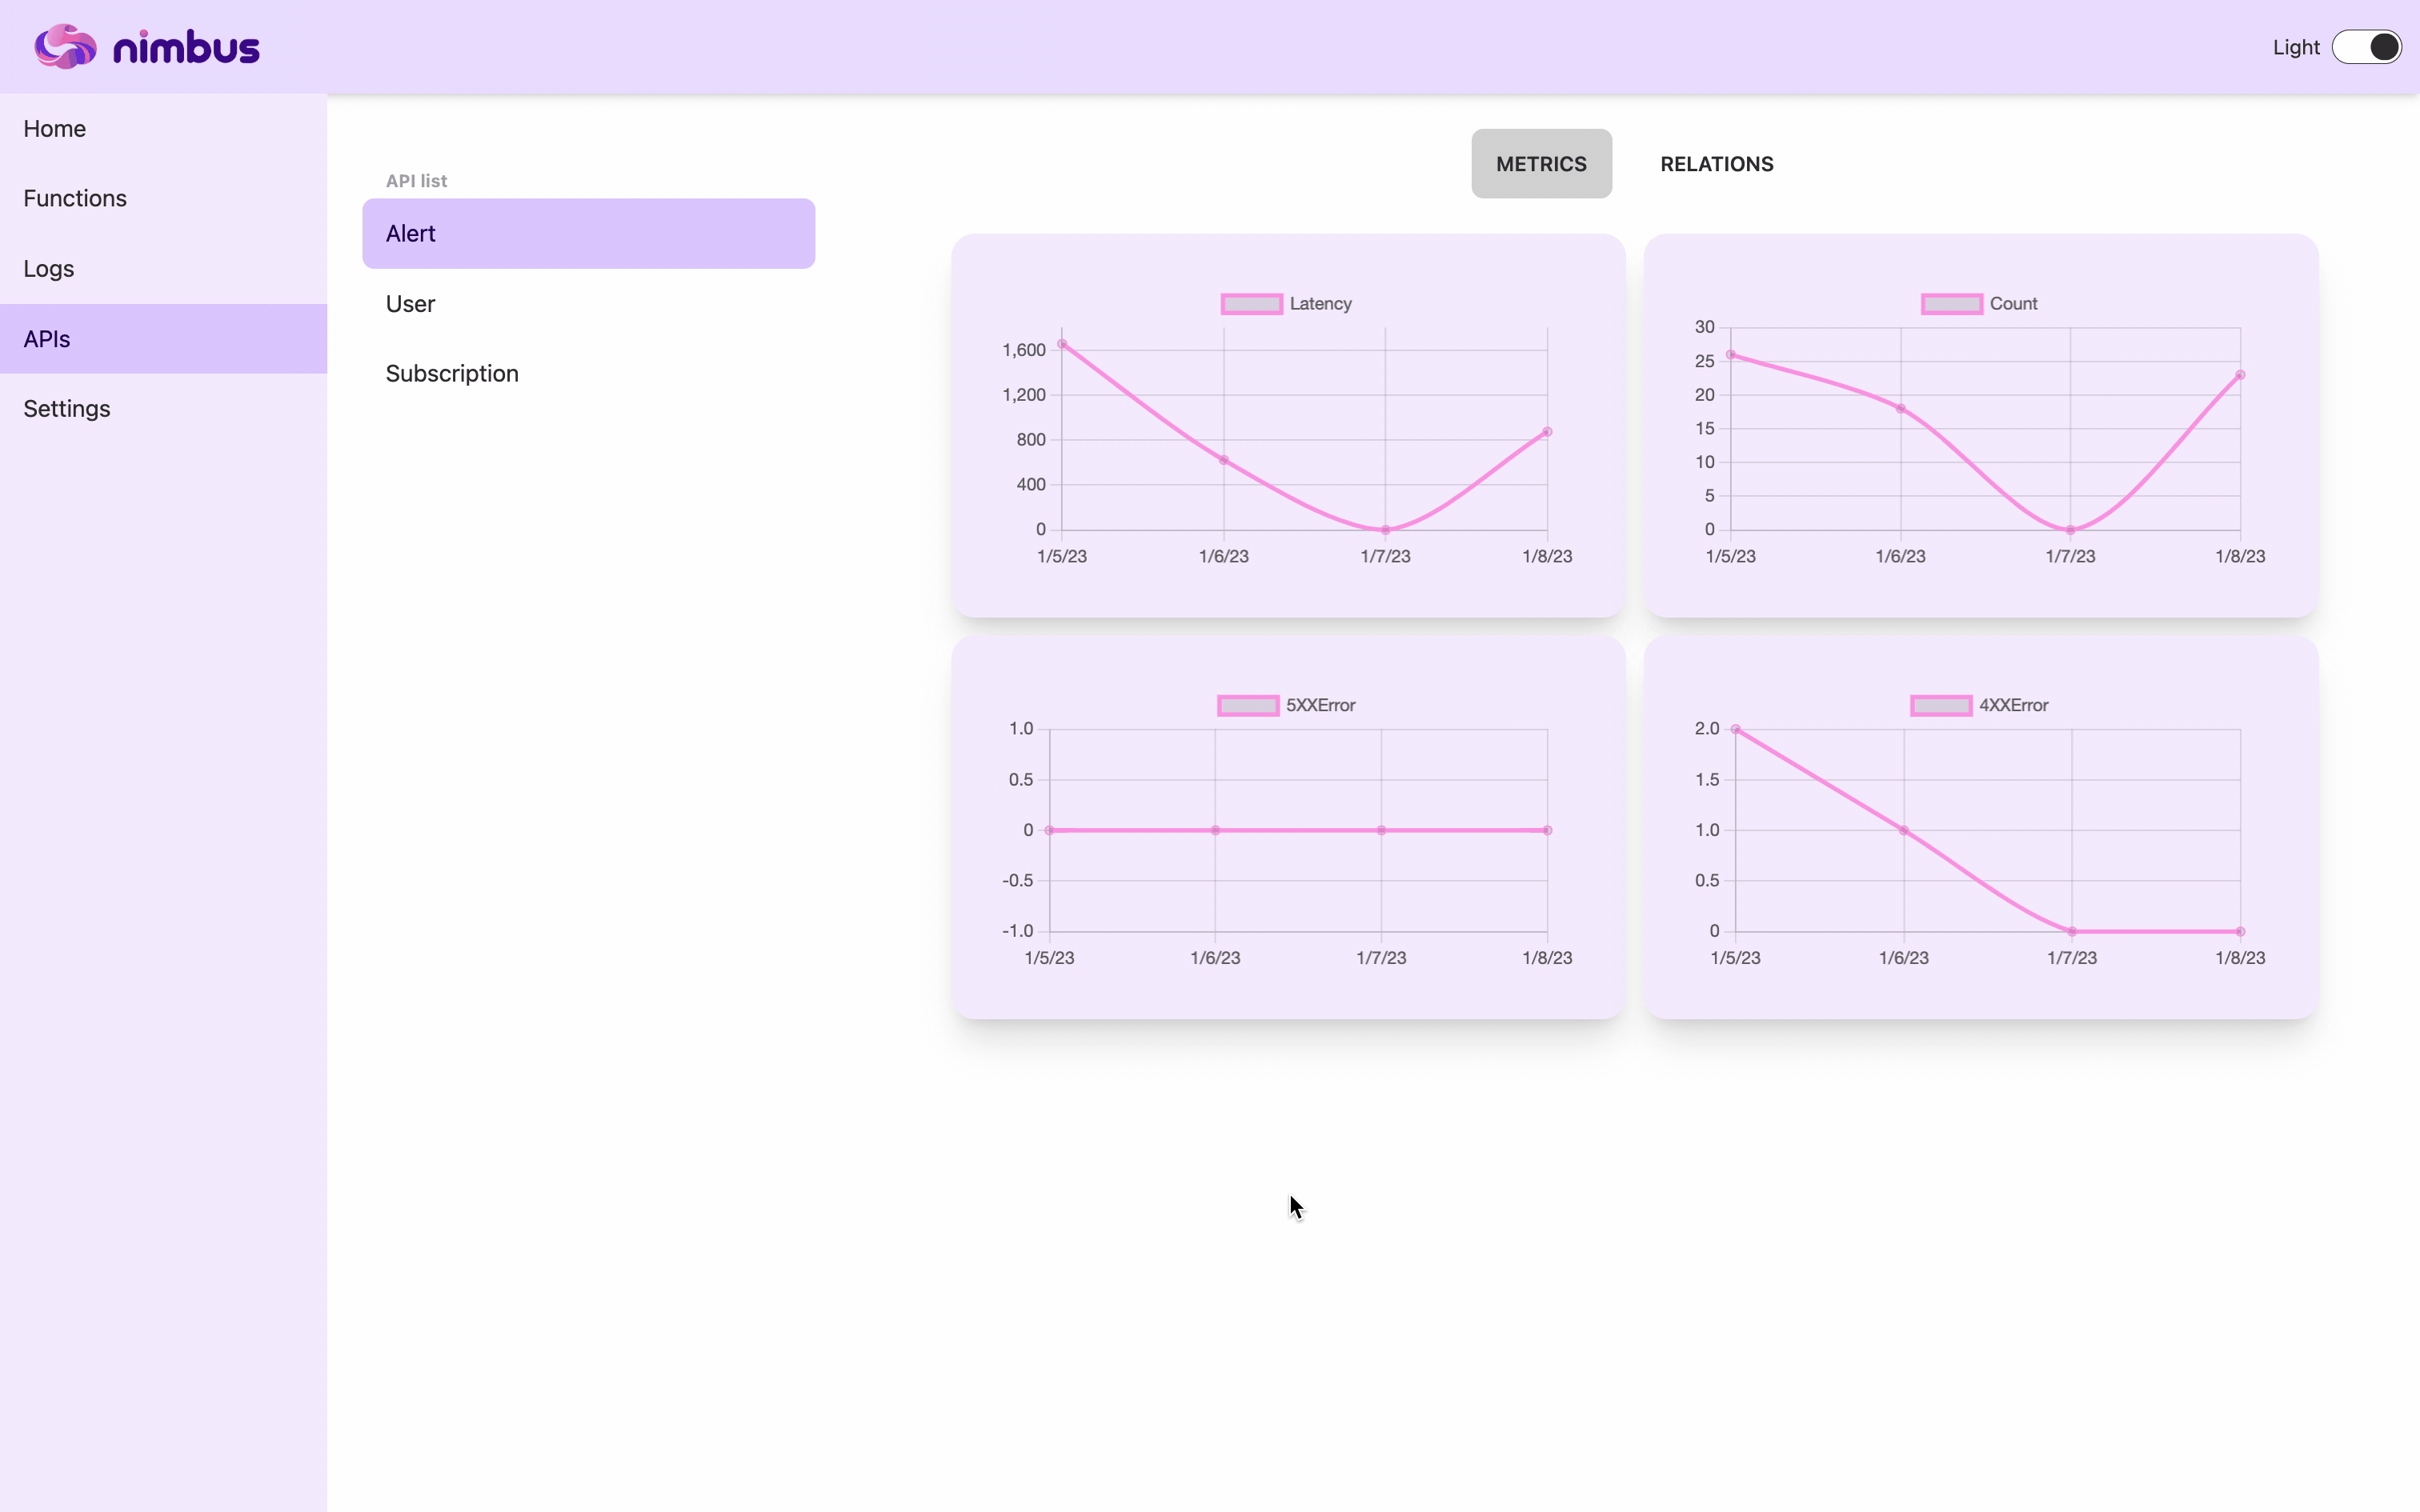 nimbus
Light
Home
Functions
Logs
APIs
Settings
API list
Alert
User
Subscription
METRICS
RELATIONS
Latency
1,600
1,200
800
400
0
1/5/23 1/6/23 1/7/23 1/8/23
Count
30
25
20
15
10
5
0
1/5/23 1/6/23 1/7/23 1/8/23
5XXError
1.0
0.5
0
-0.5
-1.0
1/5/23 1/6/23 1/7/23 1/8/23
4XXError
2.0
1.5
1.0
0.5
0
1/5/23 1/6/23 1/7/23 1/8/23